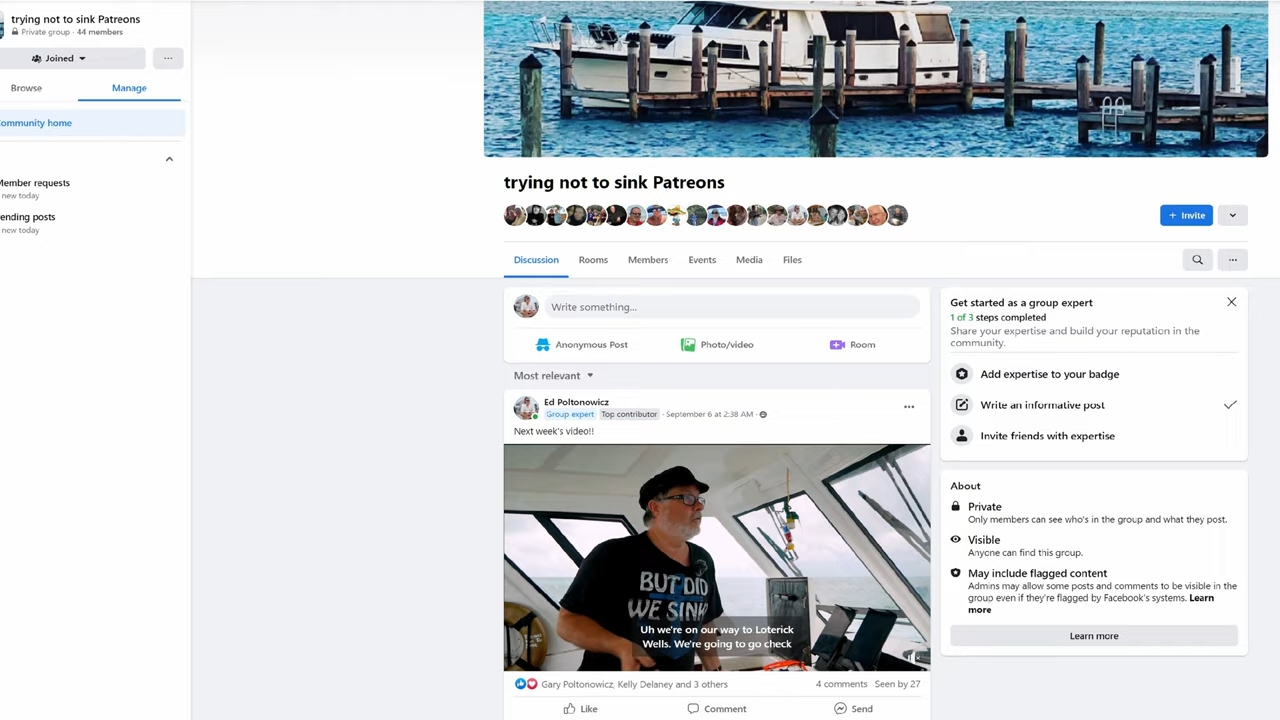 trying not to sink Patreons
Private group · 44 members
Joined
Browse
Manage
Community home
Member requests
new today
ending posts
new today
trying not to sink Patreons
+ Invite
Discussion
Rooms
Members
Events
Media
Files
Write something...
Anonymous Post
Photo/video
Room
Most relevant
Ed Poltonowicz
Group expert
Top contributor · September 6 at 2:38 AM ·
Next week's video!!
BUT DID
WE SINK
Uh we're on our way to Loterick
Wells. We're going to go check
Gary Poltonowicz, Kelly Delaney and 3 others
4 comments
Seen by 27
Like
Comment
Send
Get started as a group expert
1 of 3 steps completed
Share your expertise and build your reputation in the
community.
Add expertise to your badge
Write an informative post
Invite friends with expertise
About
Private
Only members can see who's in the group and what they post.
Visible
Anyone can find this group.
May include flagged content
Admins may allow some posts and comments to be visible in the
group even if they're flagged by Facebook's systems. Learn
more
Learn more